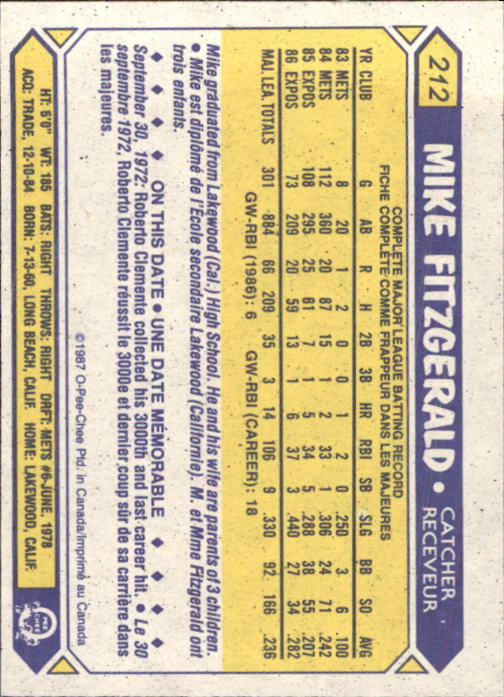 212
MIKE FITZGERALD • CATCHER
RECEVEUR
COMPLETE MAJOR LEAGUE BATTING RECORD
FICHE COMPLÈTE COMME FRAPPEUR DANS LES MAJEURES
YR CLUB G AB R H 2B 3B HR RBI SB SLG BB SO AVG
83 METS 8 20 1 2 0 0 1 2 0 .250 3 6 .100
84 METS 112 360 20 87 15 1 2 33 1 .306 24 71 .242
85 EXPOS 108 295 25 61 7 1 5 34 5 .288 38 55 .207
86 EXPOS 73 209 20 59 13 1 6 37 3 .440 27 34 .282
MAJ. LEA. TOTALS 301 884 66 209 35 3 14 106 9 .330 92 166 .236
GW-RBI (1986): 6 GW-RBI (CAREER): 18
Mike graduated from Lakewood (Cal.) High School. He and his wife are parents of 3 children.
• Mike est diplômé de l'École secondaire Lakewood (Californie). M. et Mme Fitzgerald ont
trois enfants.
ON THIS DATE • UNE DATE MÉMORABLE
September 30, 1972: Roberto Clemente collected his 3000th and last career hit. • Le 30
septembre 1972, Roberto Clemente réussit le 3000e et dernier coup sûr de sa carrière dans
les majeures.
©1987 O-Pee-Chee Ptd. in Canada/Imprimé au Canada
HT: 6'0" WT: 185 BATS: RIGHT THROWS: RIGHT DRFT: METS #6-JUNE, 1978
ACQ: TRADE, 12-10-84 BORN: 7-13-60, LONG BEACH, CALIF. HOME: LAKEWOOD, CALIF.
O
PEE
CHEE